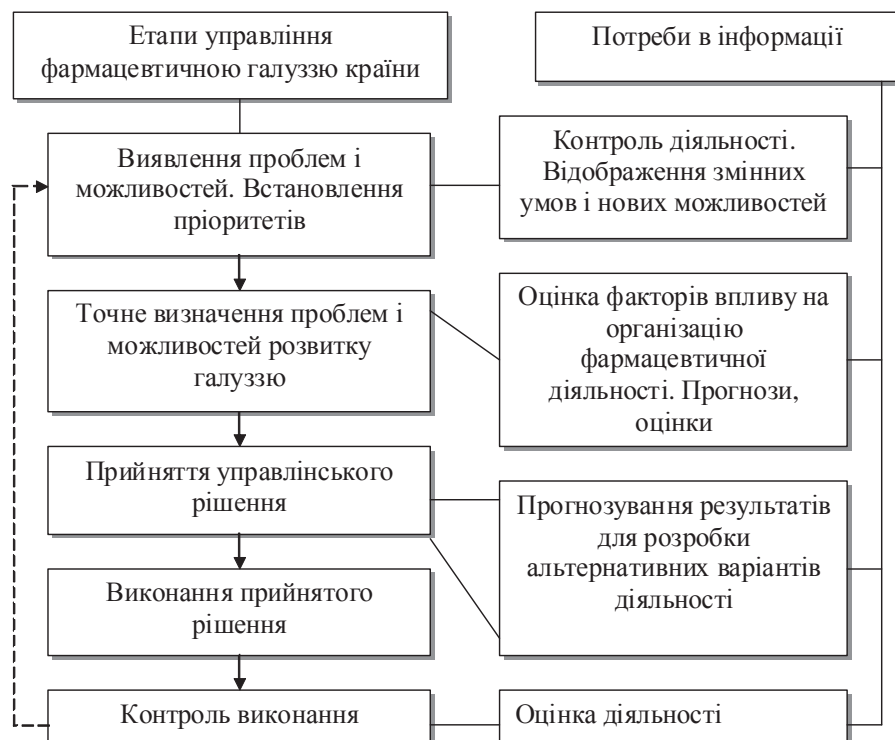 Етапи управління
фармацевтичною галуззю країни
Потреби в інформації
Виявлення проблем і
можливостей. Встановлення
пріоритетів
Контроль діяльності.
Відображення змінних
умов і нових можливостей
Точне визначення проблем і
можливостей розвитку
галуззю
Оцінка факторів впливу на
організацію
фармацевтичної
діяльності. Прогнози,
оцінки
Прийняття управлінського
рішення
Прогнозування результатів
для розробки
альтернативних варіантів
діяльності
Виконання прийнятого
рішення
Контроль виконання
Оцінка діяльності